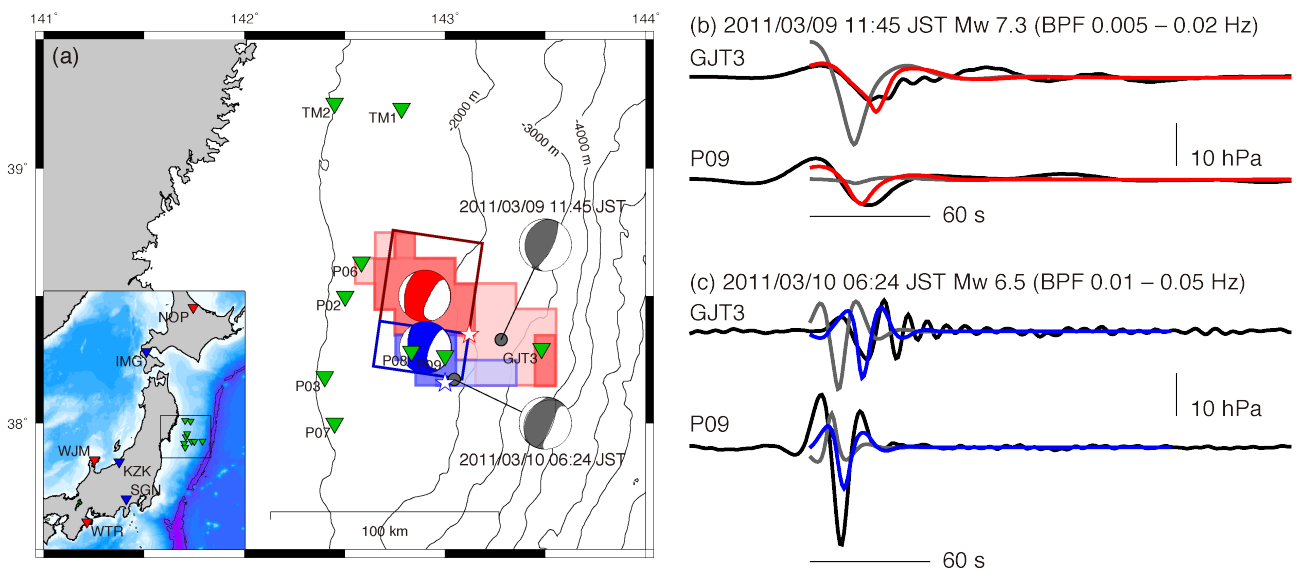 141° 142° 143° 144°
(a)
39°
38°
TM2
TM1
-2000 m
-3000 m
-4000 m
2011/03/09 11:45 JST
P06
P02
P08
P09
GJT3
P03
P07
2011/03/10 06:24 JST
100 km
NOP
IMG
WJM
KZK
SGN
WTR
(b) 2011/03/09 11:45 JST Mw 7.3 (BPF 0.005 – 0.02 Hz)
GJT3
P09
10 hPa
60 s
(c) 2011/03/10 06:24 JST Mw 6.5 (BPF 0.01 – 0.05 Hz)
GJT3
10 hPa
P09
60 s